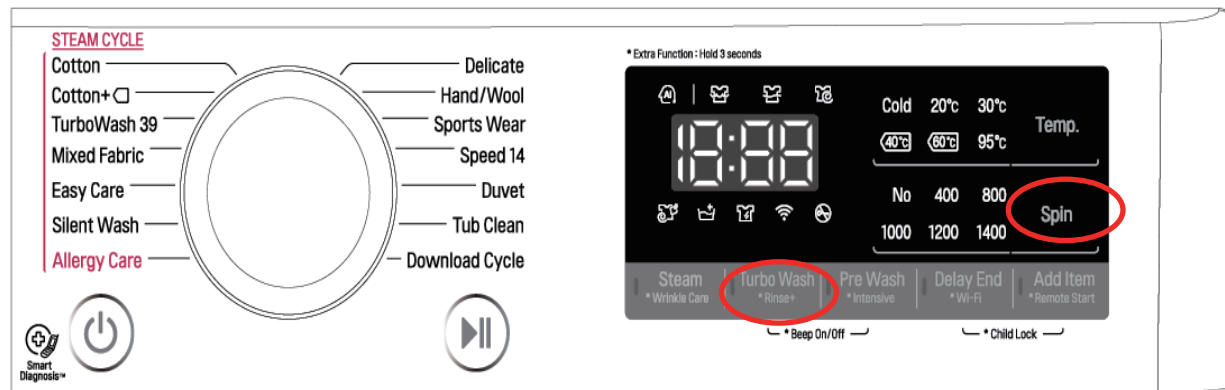 STEAM CYCLE
Cotton
Cotton+
TurboWash 39
Mixed Fabric
Easy Care
Silent Wash
Allergy Care
Delicate
Hand/Wool
Sports Wear
Speed 14
Duvet
Tub Clean
Download Cycle
Smart
Diagnosis™
* Extra Function : Hold 3 seconds
AI
18:88
Cold 20°c 30°c
40°c 60°c 95°c
Temp.
No 400 800
1000 1200 1400
Spin
Steam
* Wrinkle Care
Turbo Wash
* Rinse+
Pre Wash
* Intensive
Delay End
* Wi-Fi
Add Item
* Remote Start
* Beep On/Off
* Child Lock